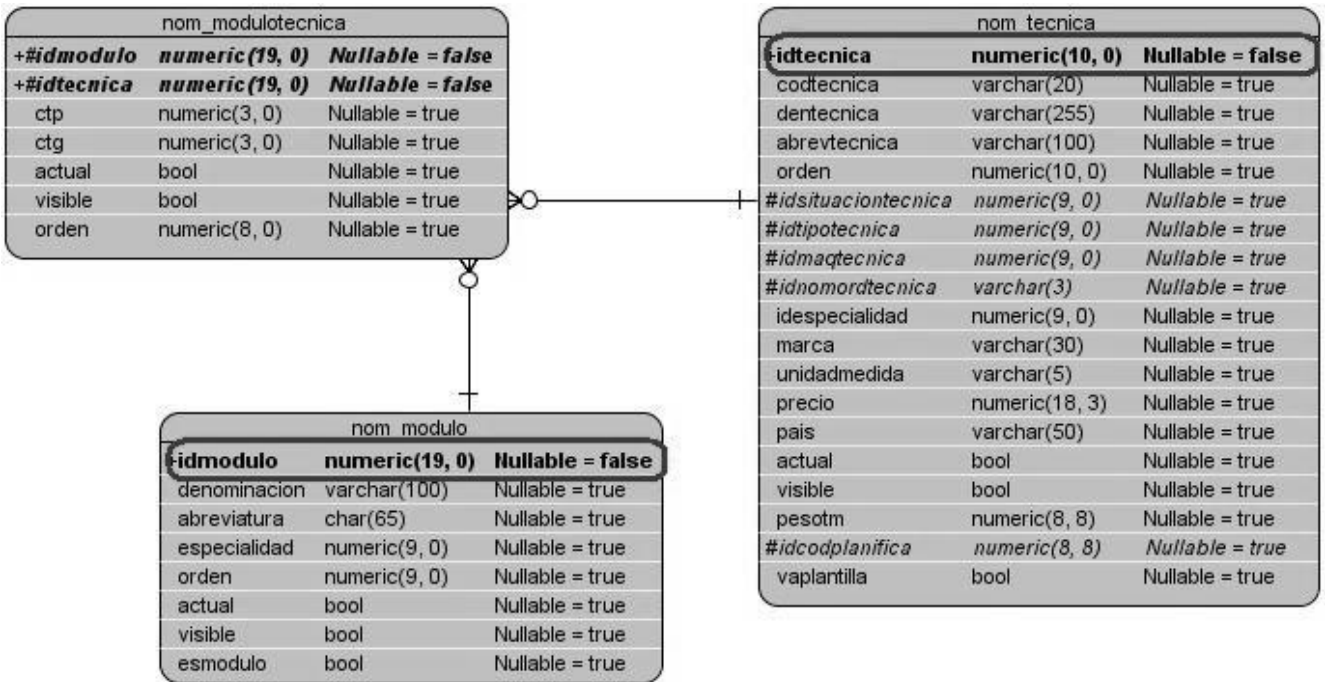 nom_modulotecnica
+#idmodulo numeric(19, 0) Nullable = false
+#idtecnica numeric(19, 0) Nullable = false
ctp numeric(3, 0) Nullable = true
ctg numeric(3, 0) Nullable = true
actual bool Nullable = true
visible bool Nullable = true
orden numeric(8, 0) Nullable = true
nom tecnica
+idtecnica numeric(10, 0) Nullable = false
codtecnica varchar(20) Nullable = true
dentecnica varchar(255) Nullable = true
abrevtecnica varchar(100) Nullable = true
orden numeric(10, 0) Nullable = true
#idsituaciontecnica numeric(9, 0) Nullable = true
#idtipotecnica numeric(9, 0) Nullable = true
#idmaqtecnica numeric(9, 0) Nullable = true
#idnomordtecnica varchar(3) Nullable = true
idespecialidad numeric(9, 0) Nullable = true
marca varchar(30) Nullable = true
unidadmedida varchar(5) Nullable = true
precio numeric(18, 3) Nullable = true
pais varchar(50) Nullable = true
actual bool Nullable = true
visible bool Nullable = true
pesotm numeric(8, 8) Nullable = true
#idcodplanifica numeric(8, 8) Nullable = true
vaplantilla bool Nullable = true
nom modulo
+idmodulo numeric(19, 0) Nullable = false
denominacion varchar(100) Nullable = true
abreviatura char(65) Nullable = true
especialidad numeric(9, 0) Nullable = true
orden numeric(9, 0) Nullable = true
actual bool Nullable = true
visible bool Nullable = true
esmodulo bool Nullable = true